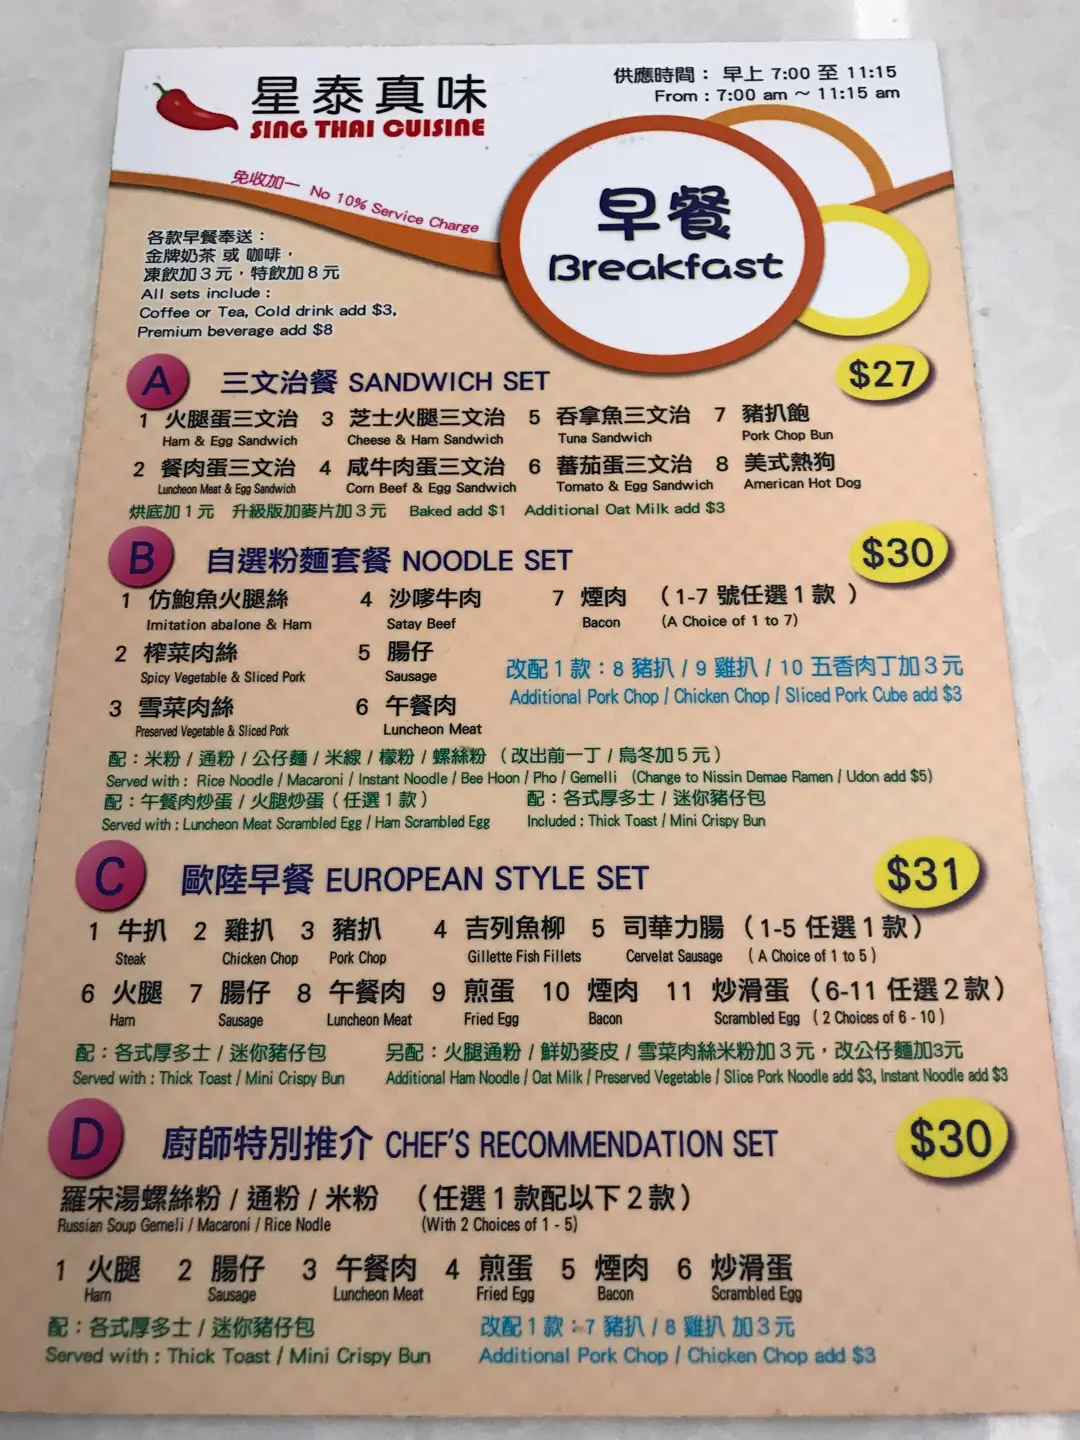 星泰真味
SING THAI CUISINE
供應時間： 早上 7:00 至 11:15
From : 7:00 am ～ 11:15 am
免收加一 No 10% Service Charge
早餐
Breakfast
各款早餐奉送：
金牌奶茶 或 咖啡，
凍飲加3元，特飲加8元
All sets include :
Coffee or Tea, Cold drink add $3,
Premium beverage add $8
A 三文治餐 SANDWICH SET $27
1 火腿蛋三文治 3 芝士火腿三文治 5 吞拿魚三文治 7 豬扒飽
Ham & Egg Sandwich Cheese & Ham Sandwich Tuna Sandwich Pork Chop Bun
2 餐肉蛋三文治 4 咸牛肉蛋三文治 6 蕃茄蛋三文治 8 美式熱狗
Luncheon Meat & Egg Sandwich Corn Beef & Egg Sandwich Tomato & Egg Sandwich American Hot Dog
烘底加1元 升級版加麥片加3元 Baked add $1 Additional Oat Milk add $3
B 自選粉麵套餐 NOODLE SET $30
1 仿鮑魚火腿絲 4 沙嗲牛肉 7 煙肉 （1-7 號任選1款 ）
Imitation abalone & Ham Satay Beef Bacon (A Choice of 1 to 7)
2 榨菜肉絲 5 腸仔
Spicy Vegetable & Sliced Pork Sausage
改配1款：8 豬扒 / 9 雞扒 / 10 五香肉丁加3元
Additional Pork Chop / Chicken Chop / Sliced Pork Cube add $3
3 雪菜肉絲 6 午餐肉
Preserved Vegetable & Sliced Pork Luncheon Meat
配：米粉 / 通粉 / 公仔麵 / 米線 / 檬粉 / 螺絲粉 （改出前一丁 / 烏冬加5元）
Served with : Rice Noodle / Macaroni / Instant Noodle / Bee Hoon / Pho / Gemelli (Change to Nissin Demae Ramen / Udon add $5)
配：午餐肉炒蛋 / 火腿炒蛋（任選1款） 配：各式厚多士 / 迷你豬仔包
Served with : Luncheon Meat Scrambled Egg / Ham Scrambled Egg Included : Thick Toast / Mini Crispy Bun
C 歐陸早餐 EUROPEAN STYLE SET $31
1 牛扒 2 雞扒 3 豬扒 4 吉列魚柳 5 司華力腸（1-5 任選1款）
Steak Chicken Chop Pork Chop Gillette Fish Fillets Cervelat Sausage ( A Choice of 1 to 5 )
6 火腿 7 腸仔 8 午餐肉 9 煎蛋 10 煙肉 11 炒滑蛋（6-11 任選2款）
Ham Sausage Luncheon Meat Fried Egg Bacon Scrambled Egg ( 2 Choices of 6 - 10 )
配：各式厚多士 / 迷你豬仔包 另配：火腿通粉 / 鮮奶麥皮 / 雪菜肉絲米粉加3元，改公仔麵加3元
Served with : Thick Toast / Mini Crispy Bun Additional Ham Noodle / Oat Milk / Preserved Vegetable / Slice Pork Noodle add $3, Instant Noodle add $3
D 廚師特別推介 CHEF'S RECOMMENDATION SET $30
羅宋湯螺絲粉 / 通粉 / 米粉 （任選1款配以下2款）
Russian Soup Gemeli / Macaroni / Rice Nodle (With 2 Choices of 1 - 5)
1 火腿 2 腸仔 3 午餐肉 4 煎蛋 5 煙肉 6 炒滑蛋
Ham Sausage Luncheon Meat Fried Egg Bacon Scrambled Egg
配：各式厚多士 / 迷你豬仔包 改配1款：7 豬扒 / 8 雞扒 加3元
Served with : Thick Toast / Mini Crispy Bun Additional Pork Chop / Chicken Chop add $3